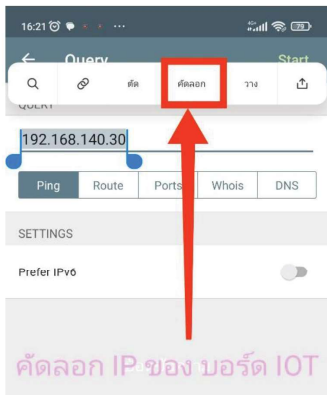 16:21
4G+
79
Query
Start
ตัด
คัดลอก
วาง
QUERY
192.168.140.30
Ping
Route
Ports
Whois
DNS
SETTINGS
Prefer IPv6
คัดลอก IP ของ บอร์ด IOT